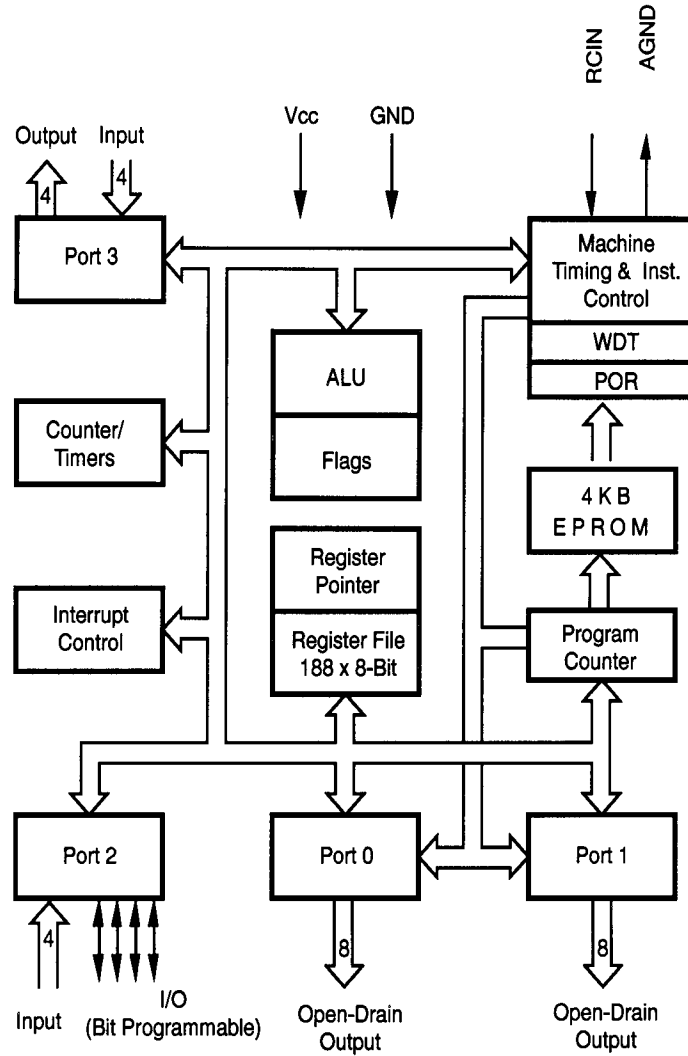 RCIN
AGND
Output
Input
Vcc
GND
4
4
Port 3
Machine
Timing & Inst.
Control
WDT
POR
ALU
Flags
Counter/
Timers
4 KB
EPROM
Register
Pointer
Register File
188 x 8-Bit
Interrupt
Control
Program
Counter
Port 2
Port 0
Port 1
4
8
8
Input
I/O
(Bit Programmable)
Open-Drain
Output
Open-Drain
Output